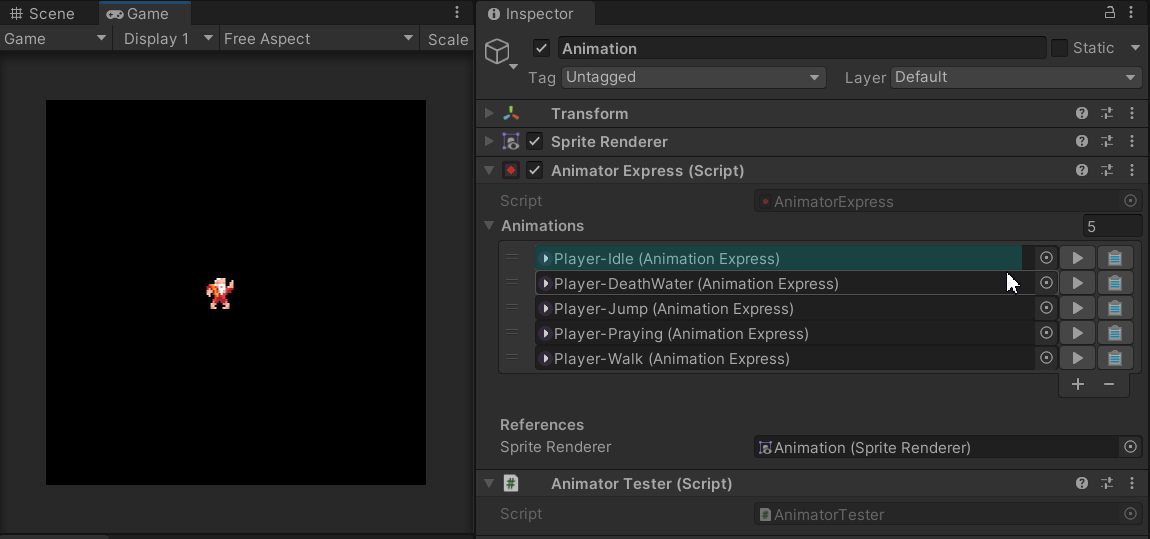 Scene
Game
Inspector
Game
Display 1
Free Aspect
Scale
Animation
Static
Tag
Untagged
Layer
Default
Transform
Sprite Renderer
Animator Express (Script)
Script
AnimatorExpress
Animations
5
Player-Idle (Animation Express)
Player-DeathWater (Animation Express)
Player-Jump (Animation Express)
Player-Praying (Animation Express)
Player-Walk (Animation Express)
References
Sprite Renderer
Animation (Sprite Renderer)
Animator Tester (Script)
Script
AnimatorTester